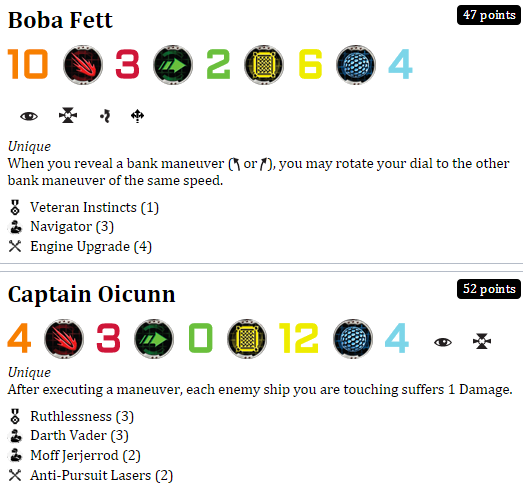 Boba Fett
47 points
10 3 2 6 4
Unique
When you reveal a bank maneuver ( or ), you may rotate your dial to the other
bank maneuver of the same speed.
Veteran Instincts (1)
Navigator (3)
Engine Upgrade (4)
Captain Oicunn
52 points
4 3 0 12 4
Unique
After executing a maneuver, each enemy ship you are touching suffers 1 Damage.
Ruthlessness (3)
Darth Vader (3)
Moff Jerjerrod (2)
Anti-Pursuit Lasers (2)